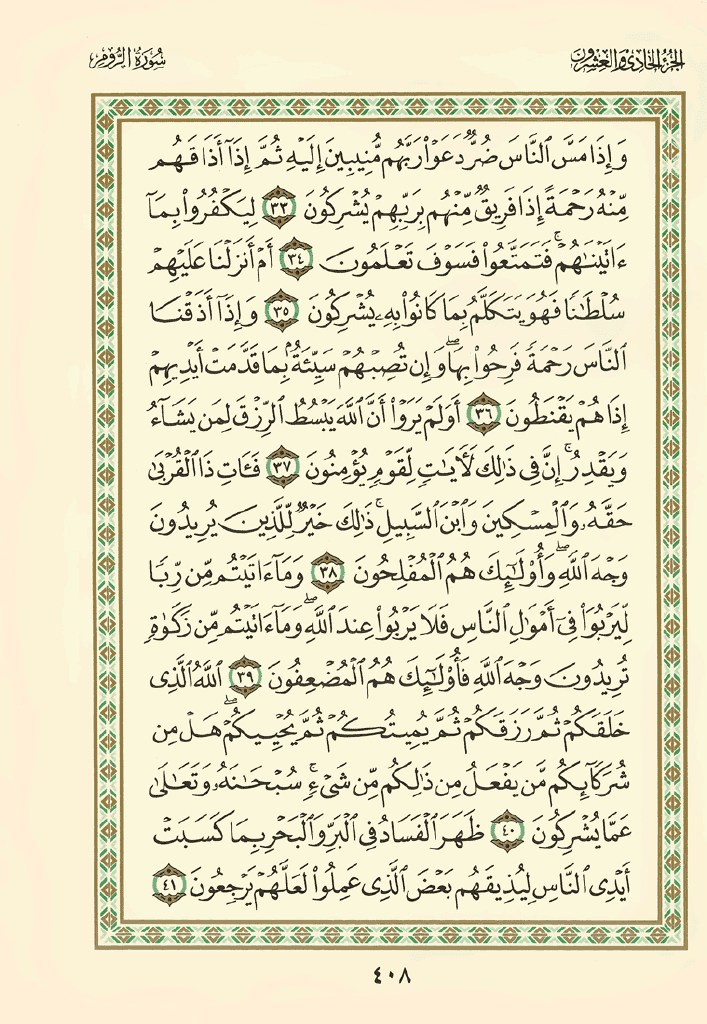 الجزء الحادي والعشرون
سورة الروم
وَإِذَا مَسَّ ٱلنَّاسَ ضُرٌّ دَعَوْا۟ رَبَّهُم مُّنِيبِينَ إِلَيْهِ ثُمَّ إِذَآ أَذَاقَهُم
مِّنْهُ رَحْمَةً إِذَا فَرِيقٌ مِّنْهُم بِرَبِّهِمْ يُشْرِكُونَ ٣٣ لِيَكْفُرُوا۟ بِمَآ
ءَاتَيْنَٰهُمْ ۚ فَتَمَتَّعُوا۟ فَسَوْفَ تَعْلَمُونَ ٣٤ أَمْ أَنزَلْنَا عَلَيْهِمْ
سُلْطَٰنًا فَهُوَ يَتَكَلَّمُ بِمَا كَانُوا۟ بِهِۦ يُشْرِكُونَ ٣٥ وَإِذَآ أَذَقْنَا
ٱلنَّاسَ رَحْمَةً فَرِحُوا۟ بِهَا ۖ وَإِن تُصِبْهُمْ سَيِّئَةٌۢ بِمَا قَدَّمَتْ أَيْدِيهِمْ
إِذَا هُمْ يَقْنَطُونَ ٣٦ أَوَلَمْ يَرَوْا۟ أَنَّ ٱللَّهَ يَبْسُطُ ٱلرِّزْقَ لِمَن يَشَآءُ
وَيَقْدِرُ ۚ إِنَّ فِى ذَٰلِكَ لَءَايَٰتٍ لِّقَوْمٍ يُؤْمِنُونَ ٣٧ فَـَٔاتِ ذَا ٱلْقُرْبَىٰ
حَقَّهُۥ وَٱلْمِسْكِينَ وَٱبْنَ ٱلسَّبِيلِ ۚ ذَٰلِكَ خَيْرٌ لِّلَّذِينَ يُرِيدُونَ
وَجْهَ ٱللَّهِ ۖ وَأُو۟لَٰٓئِكَ هُمُ ٱلْمُفْلِحُونَ ٣٨ وَمَآ ءَاتَيْتُم مِّن رِّبًا
لِّيَرْبُوَا۟ فِىٓ أَمْوَٰلِ ٱلنَّاسِ فَلَا يَرْبُوا۟ عِندَ ٱللَّهِ ۖ وَمَآ ءَاتَيْتُم مِّن زَكَوٰةٍ
تُرِيدُونَ وَجْهَ ٱللَّهِ فَأُو۟لَٰٓئِكَ هُمُ ٱلْمُضْعِفُونَ ٣٩ ٱللَّهُ ٱلَّذِى
خَلَقَكُمْ ثُمَّ رَزَقَكُمْ ثُمَّ يُمِيتُكُمْ ثُمَّ يُحْيِيكُمْ ۖ هَلْ مِن
شُرَكَآئِكُم مَّن يَفْعَلُ مِن ذَٰلِكُم مِّن شَىْءٍ ۚ سُبْحَٰنَهُۥ وَتَعَٰلَىٰ
عَمَّا يُشْرِكُونَ ٤٠ ظَهَرَ ٱلْفَسَادُ فِى ٱلْبَرِّ وَٱلْبَحْرِ بِمَا كَسَبَتْ
أَيْدِى ٱلنَّاسِ لِيُذِيقَهُم بَعْضَ ٱلَّذِى عَمِلُوا۟ لَعَلَّهُمْ يَرْجِعُونَ ٤١
٤٠٨